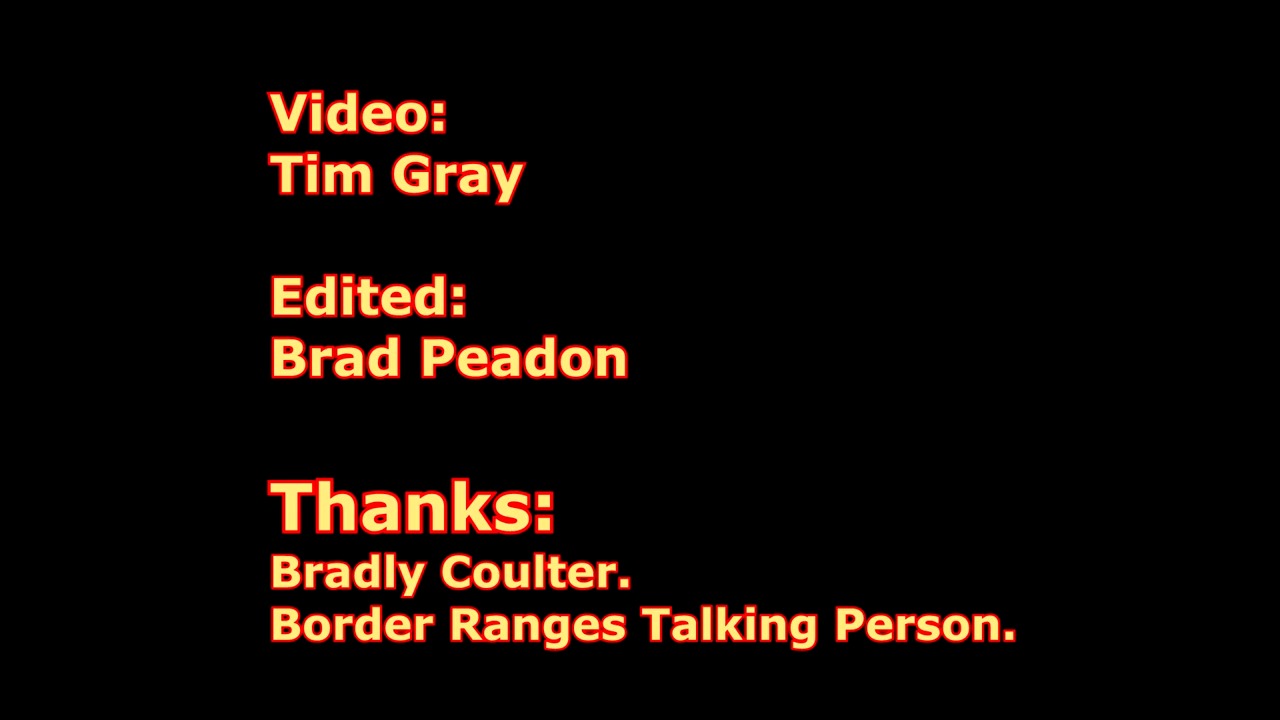 Video:
Tim Gray
Edited:
Brad Peadon
Thanks:
Bradly Coulter.
Border Ranges Talking Person.